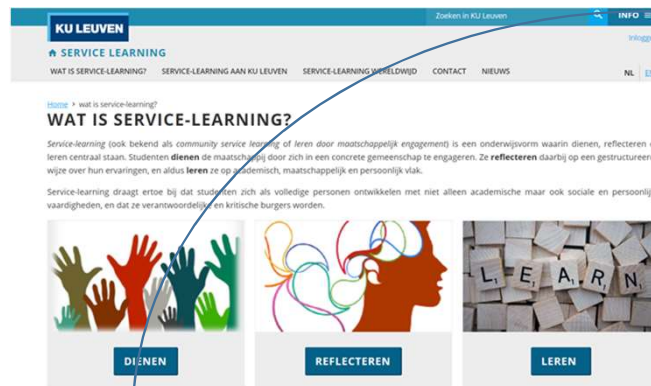 Zoeken in KU Leuven
INFO
KU LEUVEN
SERVICE LEARNING
WAT IS SERVICE-LEARNING? SERVICE-LEARNING AAN KU LEUVEN SERVICE-LEARNING WERELDWIJD CONTACT NIEUWS
NL
Home › wat is service-learning?
WAT IS SERVICE-LEARNING?
Service-learning (ook bekend als community service learning of leren door maatschappelijk engagement) is een onderwijsvorm waarin dienen, reflecteren
leren centraal staan. Studenten dienen de maatschappij door zich in een concrete gemeenschap te engageren. Ze reflecteren daarbij op een
wijze over hun ervaringen, en aldus leren ze op academisch, maatschappelijk en persoonlijk vlak.
Service-learning draagt ertoe bij dat studenten zich als volledige personen ontwikkelen met niet alleen academische maar ook sociale en
vaardigheden, en dat ze verantwoordelijke en kritische burgers worden.
LEARN
DIENEN
REFLECTEREN
LEREN